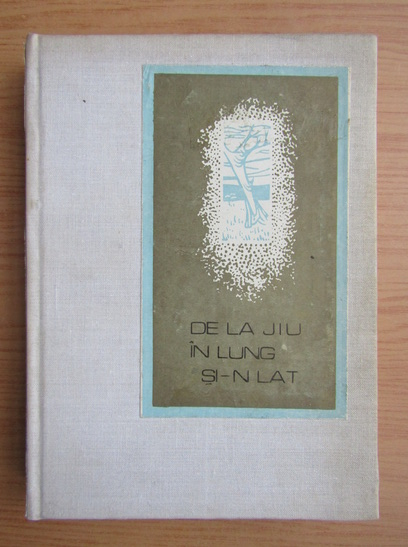 DE LA JIU
ÎN LUNG
ȘI-N LAT